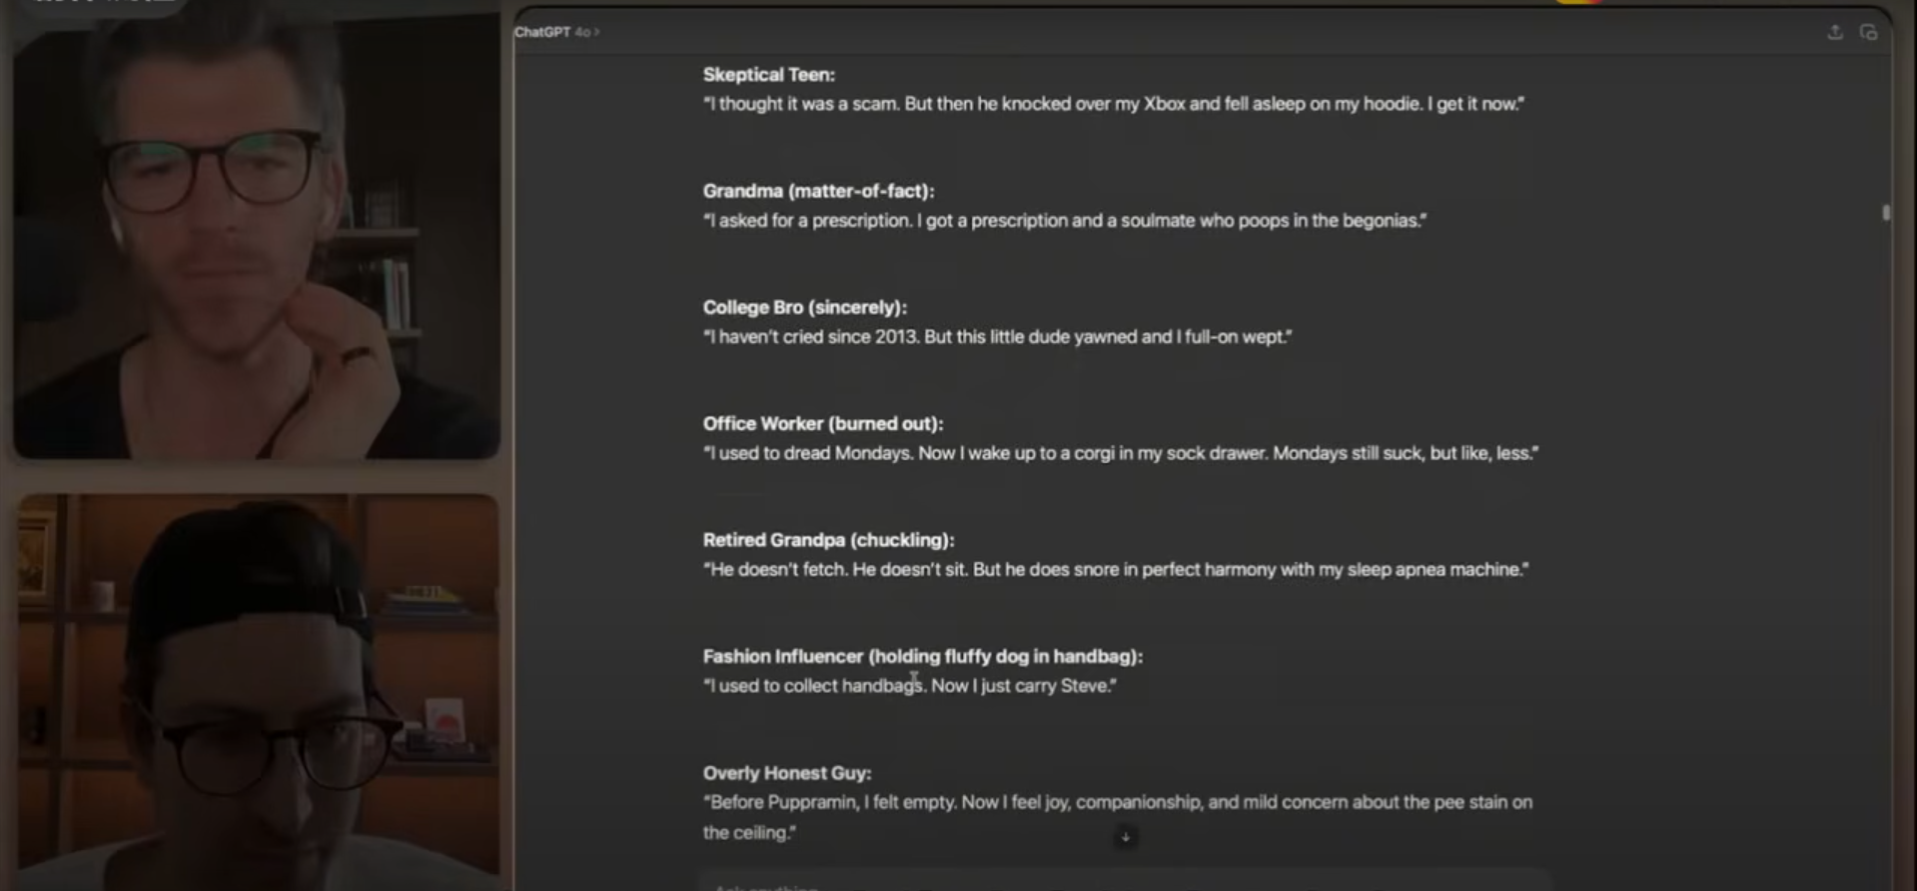 ChatGPT 4o >
Skeptical Teen:
“I thought it was a scam. But then he knocked over my Xbox and fell asleep on my hoodie. I get it now.”
Grandma (matter-of-fact):
“I asked for a prescription. I got a prescription and a soulmate who poops in the begonias.”
College Bro (sincerely):
“I haven’t cried since 2013. But this little dude yawned and I full-on wept.”
Office Worker (burned out):
“I used to dread Mondays. Now I wake up to a corgi in my sock drawer. Mondays still suck, but like, less.”
Retired Grandpa (chuckling):
“He doesn’t fetch. He doesn’t sit. But he does snore in perfect harmony with my sleep apnea machine.”
Fashion Influencer (holding fluffy dog in handbag):
“I used to collect handbags. Now I just carry Steve.”
Overly Honest Guy:
“Before Puppramin, I felt empty. Now I feel joy, companionship, and mild concern about the pee stain on
the ceiling.”
Ask anything